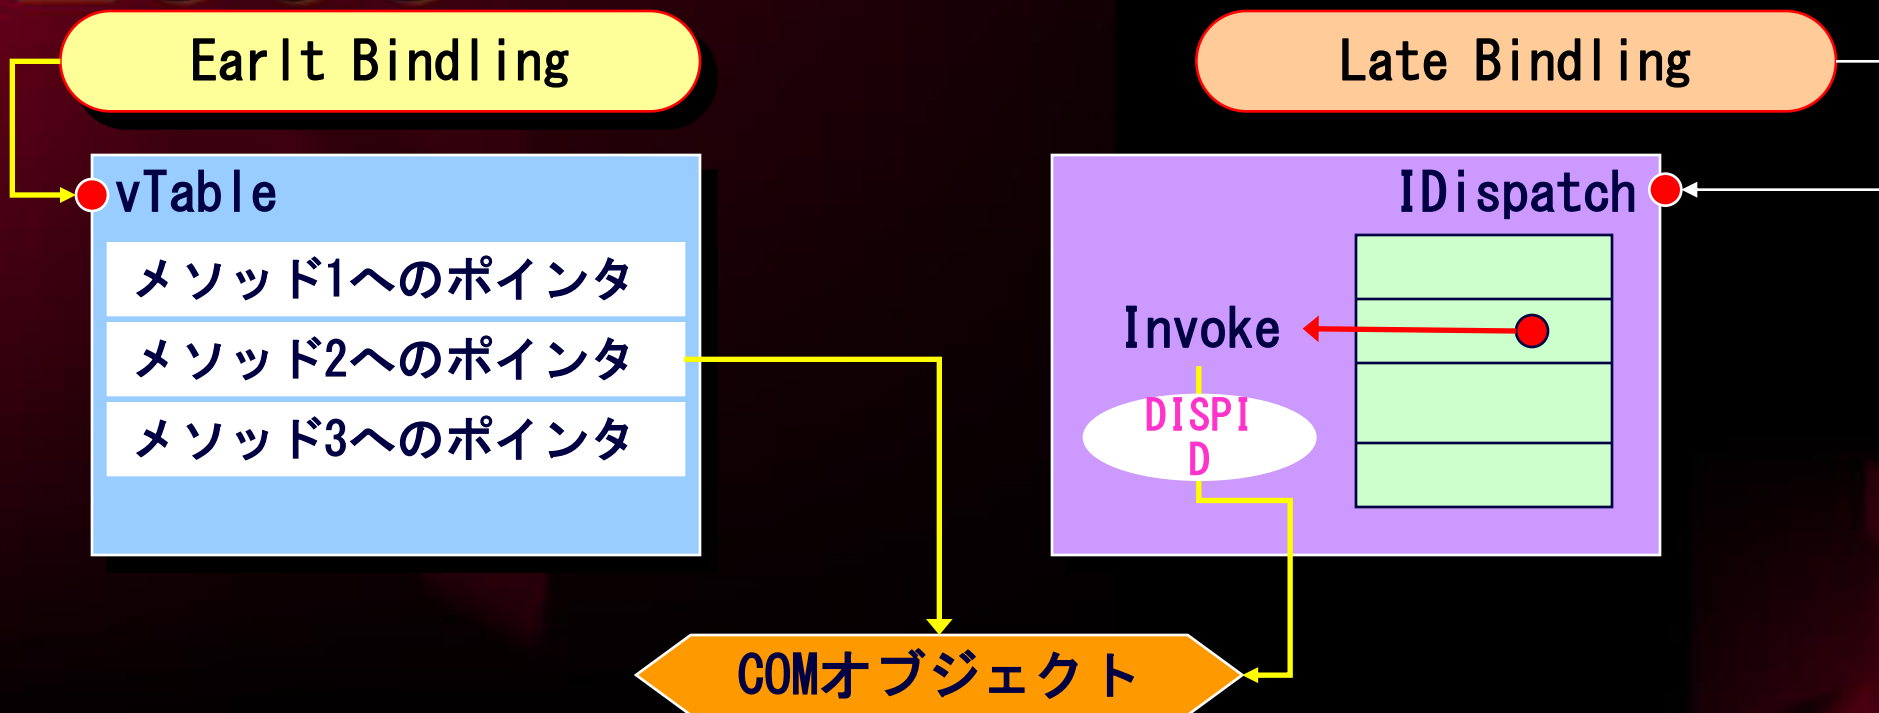 Earlt Bindling
Late Bindling
vTable
メソッド1へのポインタ
メソッド2へのポインタ
メソッド3へのポインタ
IDispatch
Invoke
DISPI
D
COMオブジェクト